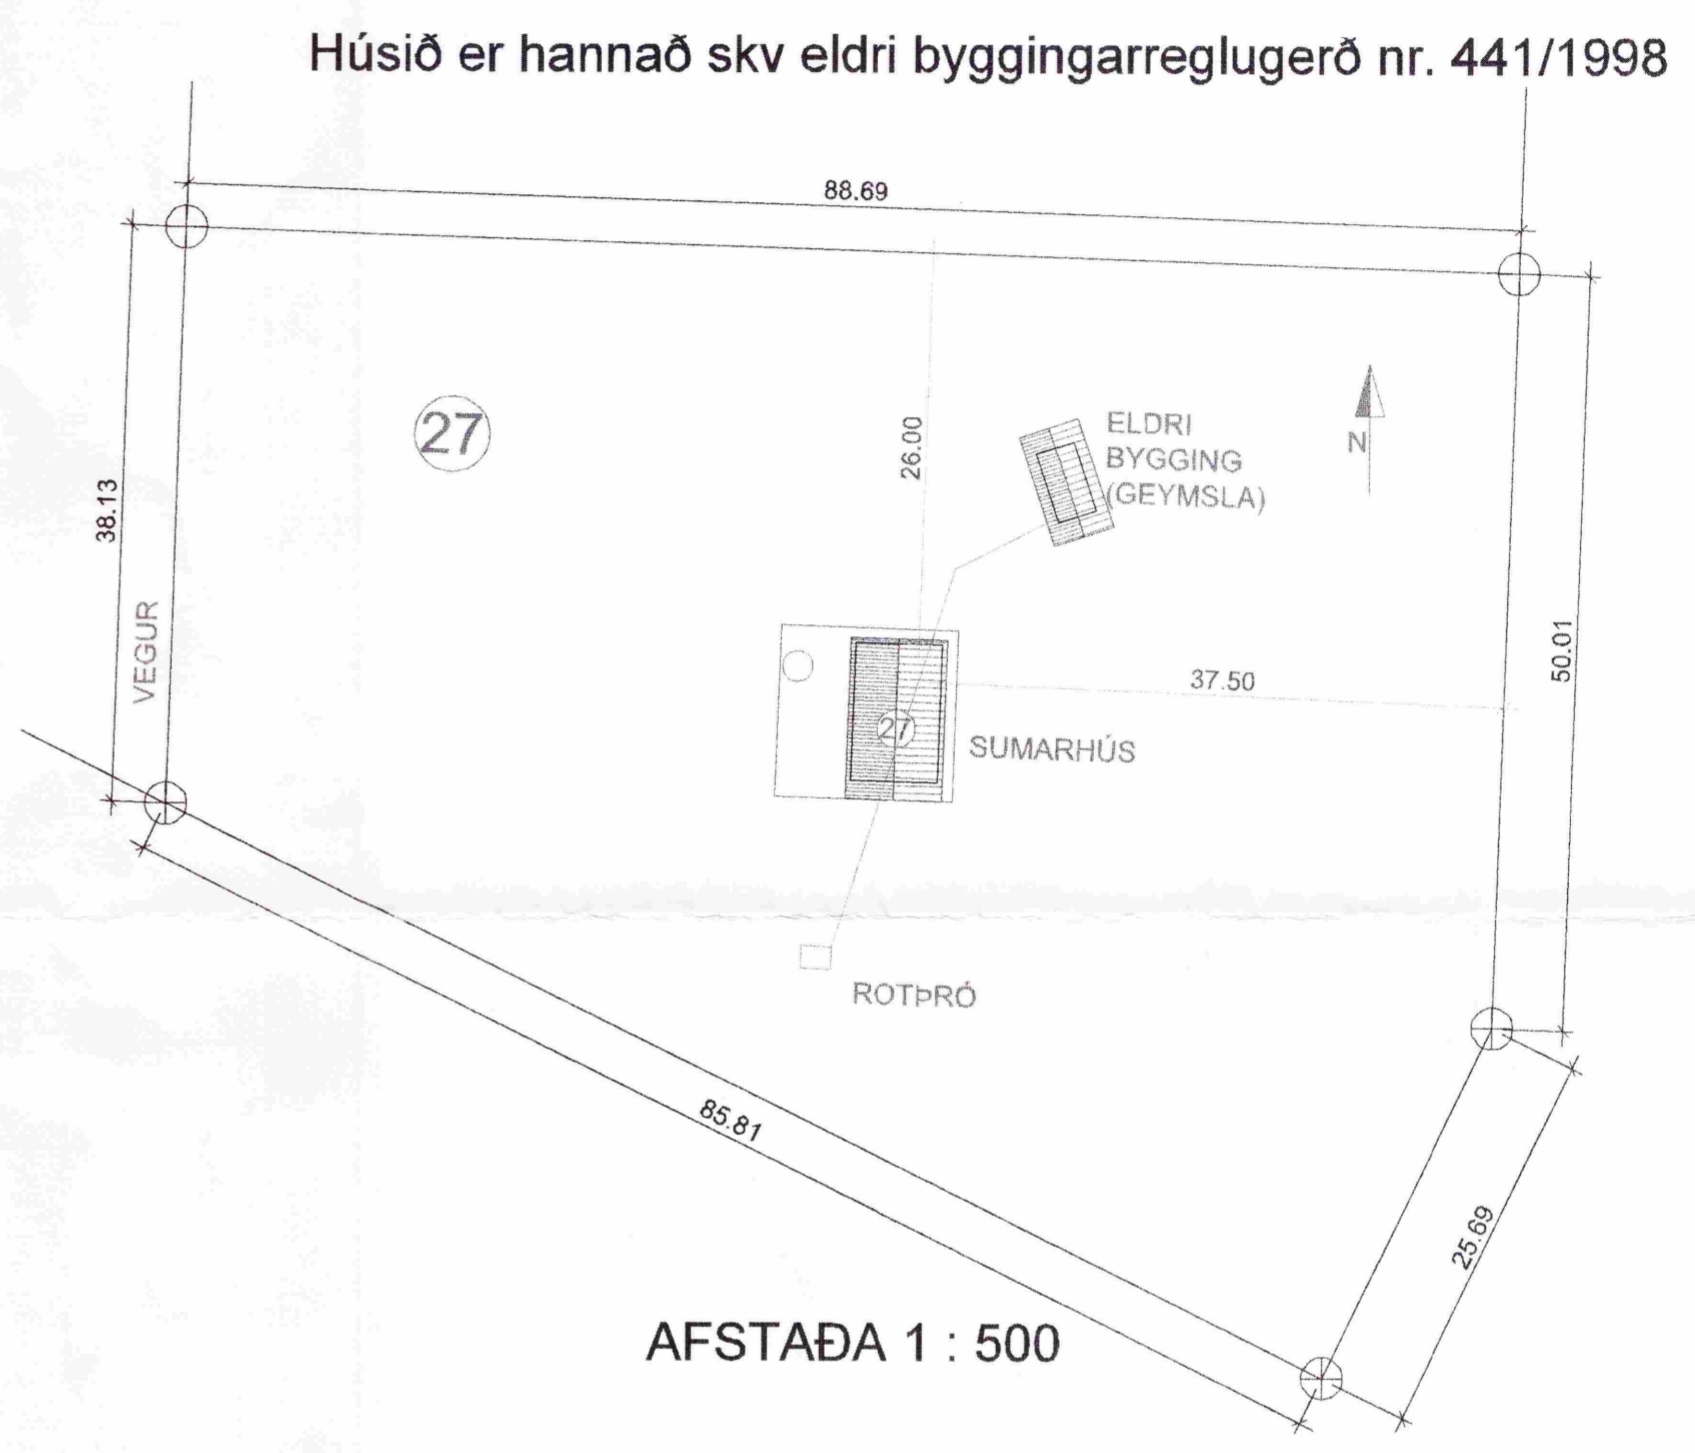 Húsið er hannað skv eldri byggingarreglugerð nr. 441/1998
88.69
27
26.00
ELDRI
BYGGING
(GEYMSLA)
N
38.13
VEGUR
50.01
37.50
27
SUMARHÚS
ROTÞRÓ
85.81
25.69
AFSTAÐA 1 : 500